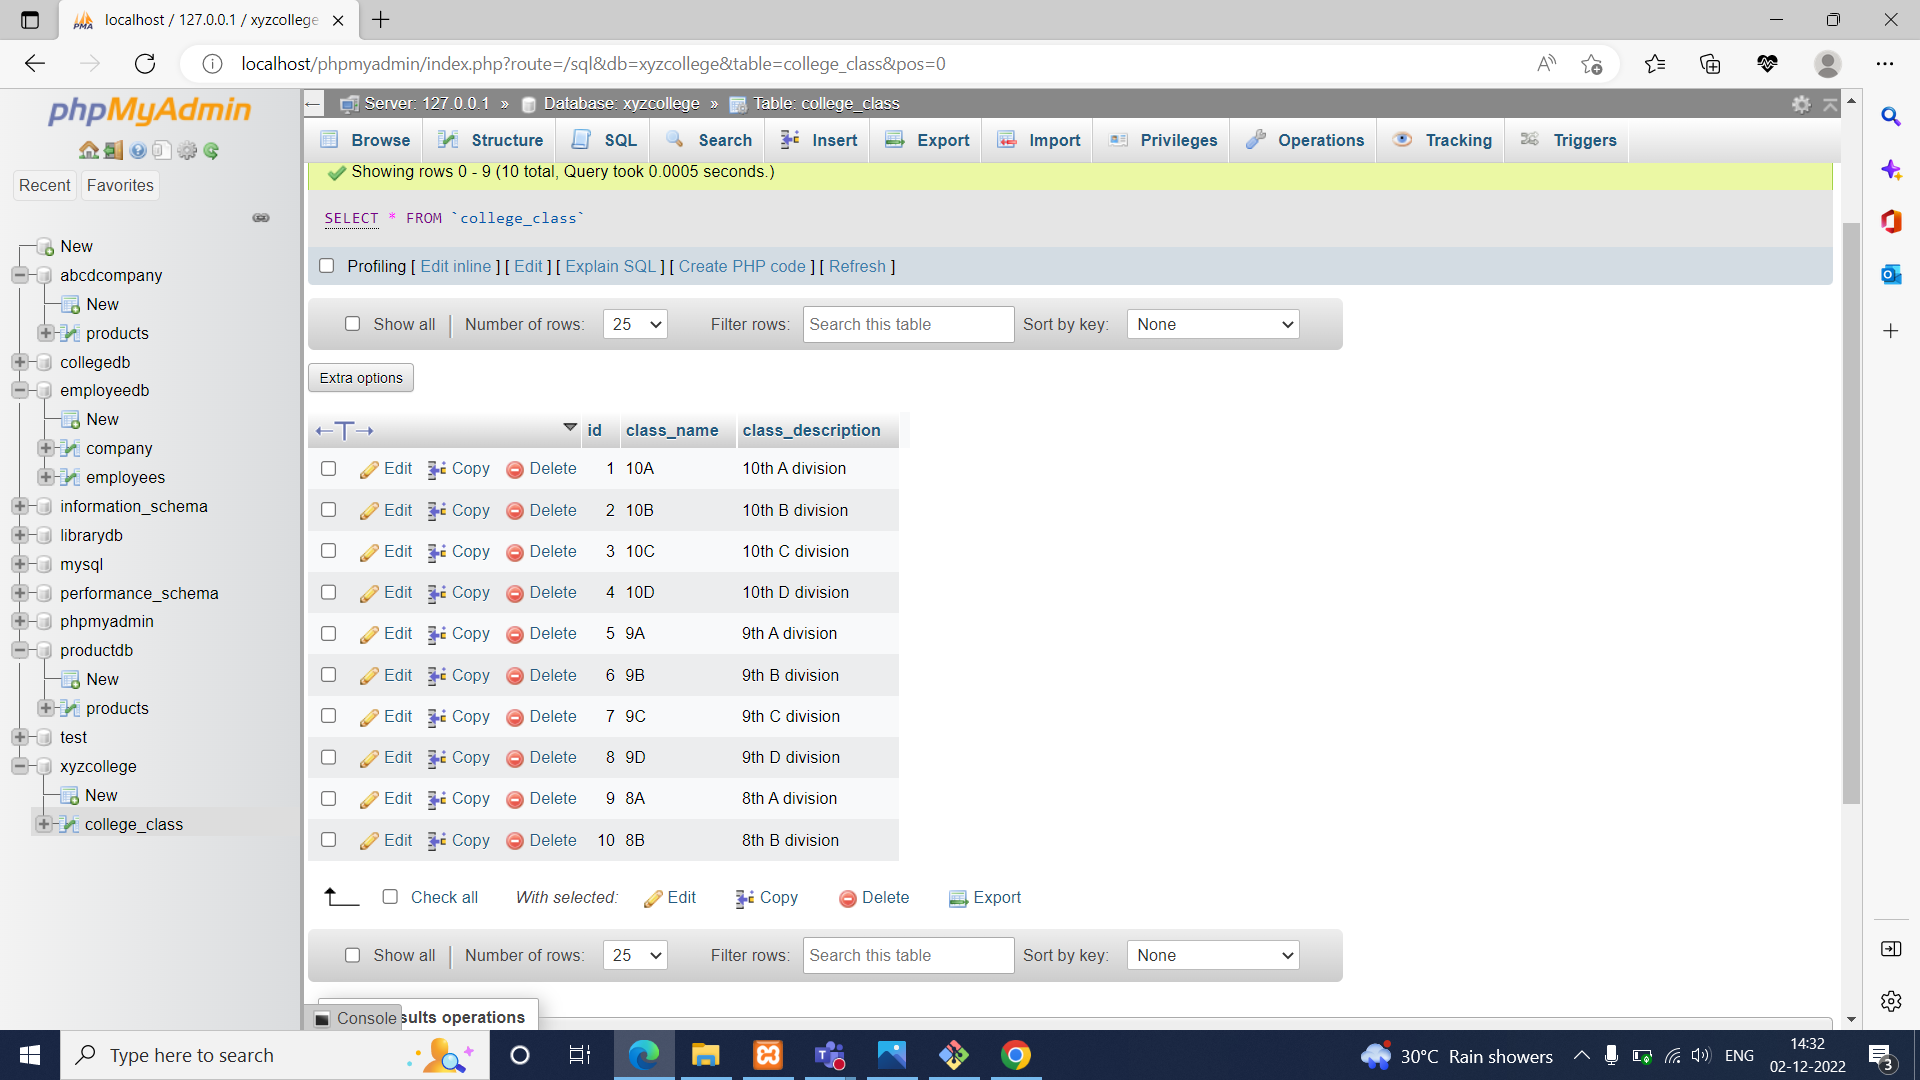 localhost / 127.0.0.1 / xyzcollege
localhost/phpmyadmin/index.php?route=/sql&db=xyzcollege&table=college_class&pos=0
phpMyAdmin
Recent Favorites
New
abcdcompany
New
products
collegedb
employeedb
New
company
employees
information_schema
librarydb
mysql
performance_schema
phpmyadmin
productdb
New
products
test
xyzcollege
New
college_class
Server: 127.0.0.1 » Database: xyzcollege » Table: college_class
Browse Structure SQL Search Insert Export Import Privileges Operations Tracking Triggers
Showing rows 0 - 9 (10 total, Query took 0.0005 seconds.)
SELECT * FROM `college_class`
Profiling [ Edit inline ] [ Edit ] [ Explain SQL ] [ Create PHP code ] [ Refresh ]
Show all | Number of rows: 25 Filter rows: Search this table Sort by key: None
Extra options
←T→ id class_name class_description
Edit Copy Delete 1 10A 10th A division
Edit Copy Delete 2 10B 10th B division
Edit Copy Delete 3 10C 10th C division
Edit Copy Delete 4 10D 10th D division
Edit Copy Delete 5 9A 9th A division
Edit Copy Delete 6 9B 9th B division
Edit Copy Delete 7 9C 9th C division
Edit Copy Delete 8 9D 9th D division
Edit Copy Delete 9 8A 8th A division
Edit Copy Delete 10 8B 8th B division
Check all With selected: Edit Copy Delete Export
Show all | Number of rows: 25 Filter rows: Search this table Sort by key: None
Console sults operations
Type here to search
30°C Rain showers
ENG
14:32
02-12-2022
3